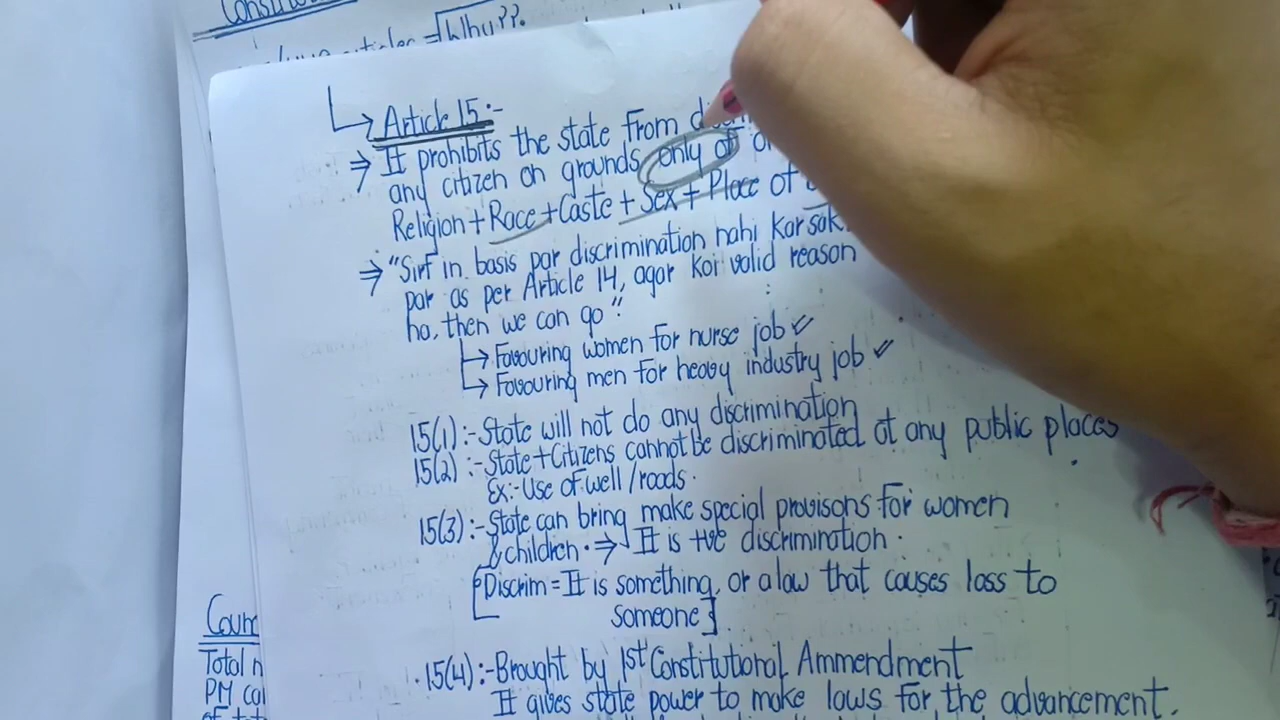 Why??.
Article 15:-
⇒ It prohibits the state from
any citizen on grounds only of
Religion + Race + Caste + Sex + Place of
⇒ "Sirf in basis par discrimination nahi kar sak
par as per Article 14, agar koi valid reason
ho, then we can go"
↳ Favouring women for nurse job ✓
↳ Favouring men for heavy industry job ✓
15(1):- State will not do any discrimination
15(2):- State + Citizens cannot be discriminated at any public places
Ex:- Use of well / roads.
15(3):- State can bring make special provisons for women
& children. ⇒ It is +ve discrimination.
[Discrim = It is something, or a law that causes loss to
someone]
15(4):- Brought by 1st Constitutional Ammendment
It gives state power to make laws for the advancement.
Total
PM